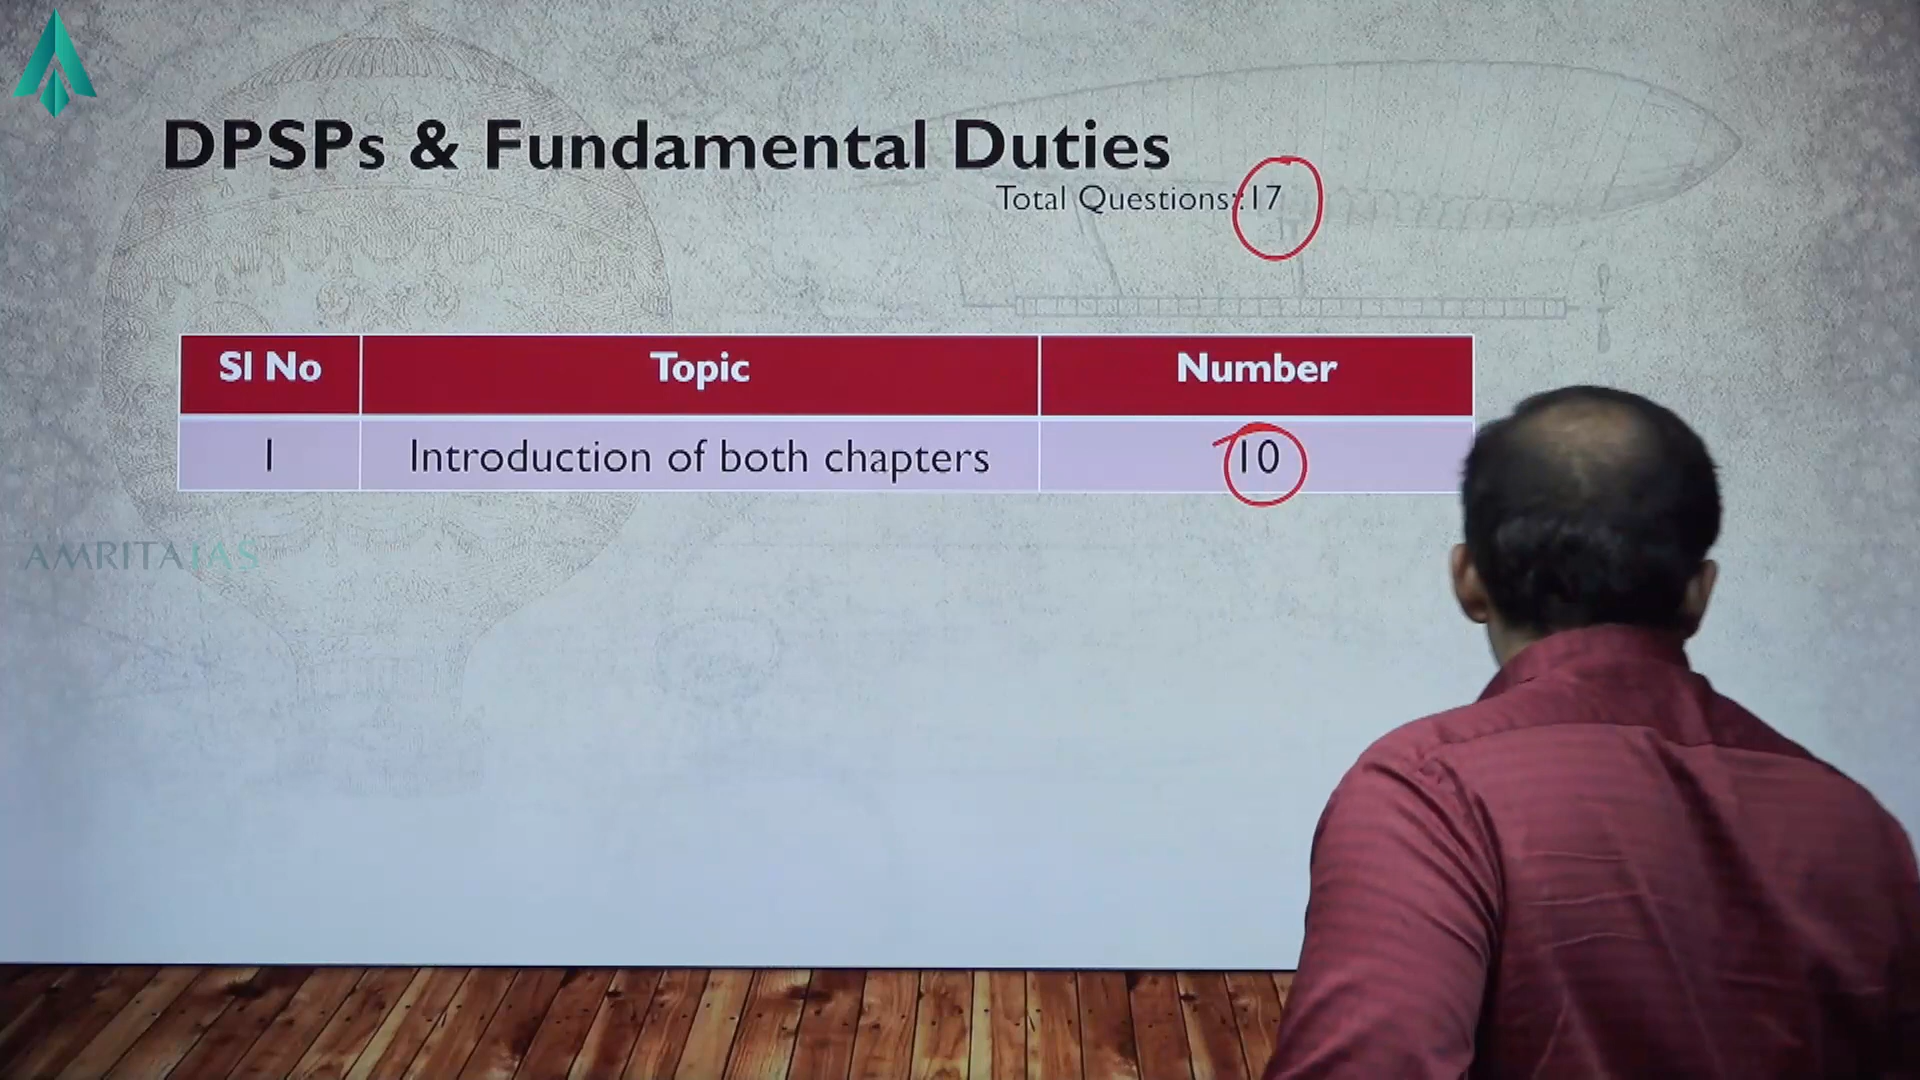 DPSPs & Fundamental Duties
Total Questions: 17
Sl No Topic Number
1 Introduction of both chapters 10
AMRITA IAS